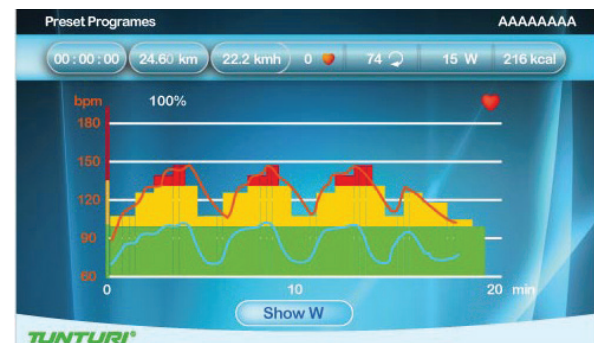 Preset Programes AAAAAAAA
00:00:00 24.60 km 22.2 kmh 0 74 15 W 216 kcal
bpm 100%
180
150
120
90
60
0 10 20 min
Show W
TUNTURI®